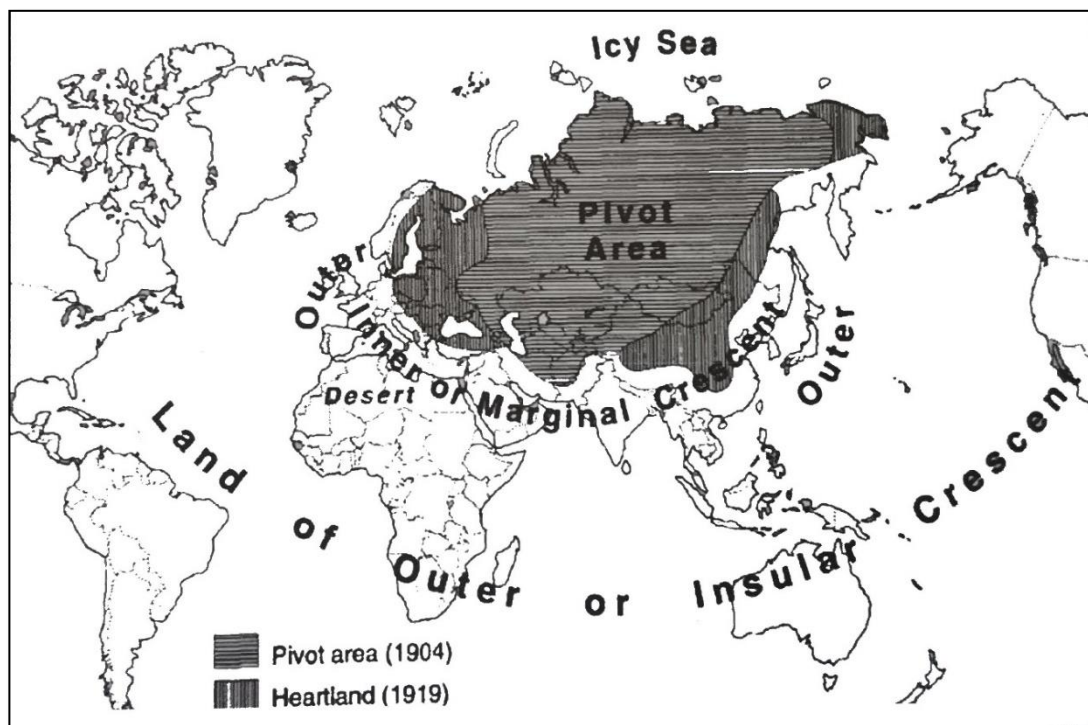 Icy Sea
Pivot
Area
Outer
Inner or Marginal Crescent
Outer
Desert
Land of Outer or Insular Crescent
Pivot area (1904)
Heartland (1919)